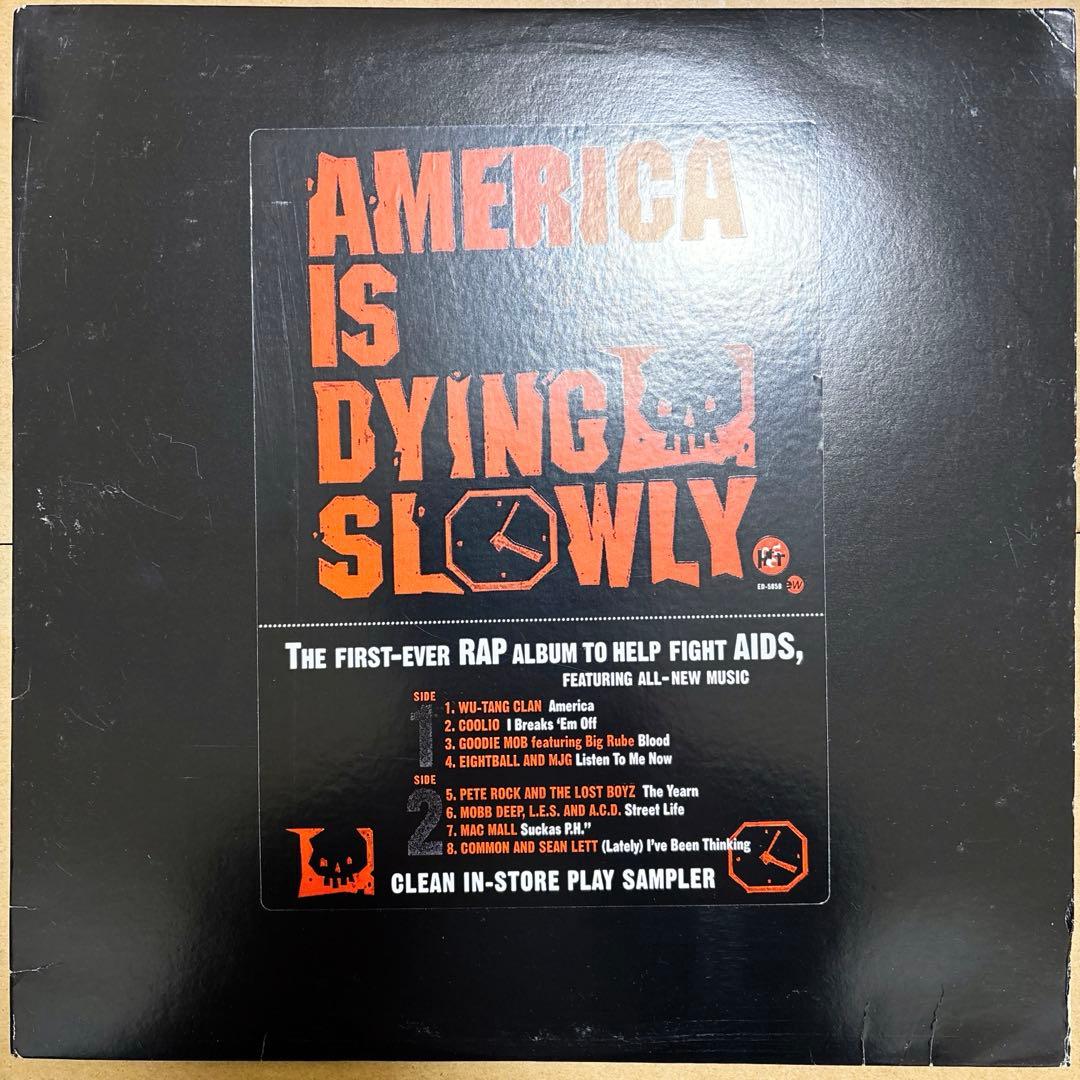 AMERICA
IS
DYING
SLOWLY.
ED-5858
EW
THE FIRST-EVER RAP ALBUM TO HELP FIGHT AIDS,
FEATURING ALL-NEW MUSIC
SIDE
1
1. WU-TANG CLAN America
2. COOLIO I Breaks 'Em Off
3. GOODIE MOB featuring Big Rube Blood
4. EIGHTBALL AND MJG Listen To Me Now
SIDE
2
5. PETE ROCK AND THE LOST BOYZ The Yearn
6. MOBB DEEP, L.E.S. AND A.C.D. Street Life
7. MAC MALL Suckas P.H."
8. COMMON AND SEAN LETT (Lately) I've Been Thinking
CLEAN IN-STORE PLAY SAMPLER